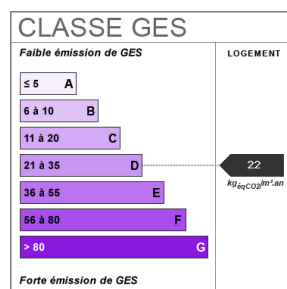 CLASSE GES
Faible émission de GES
LOGEMENT
≤ 5 A
6 à 10 B
11 à 20 C
21 à 35 D
22
kgéqCO2/m².an
36 à 55 E
56 à 80 F
> 80 G
Forte émission de GES